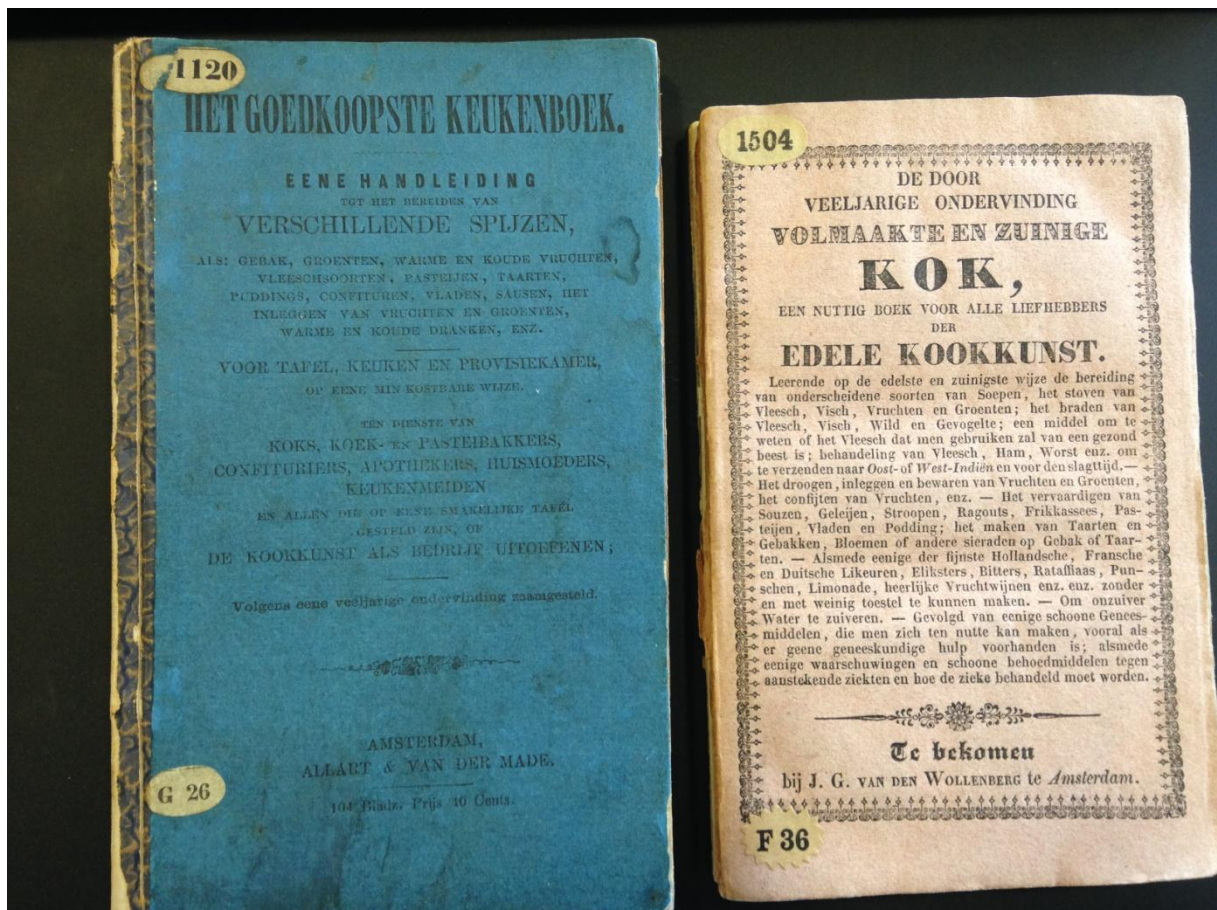 1120
HET GOEDKOOPSTE KEUKENBOEK.
EENE HANDLEIDING
TOT HET BEREIDEN VAN
VERSCHILLENDE SPIJZEN,
ALS: GEBAK, GROENTEN, WARME EN KOUDE VRUCHTEN,
VLEESCHSOORTEN, PASTEIJEN, TAARTEN,
PUDDINGS, CONFITUREN, VLADEN, SAUSEN, HET
INLEGGEN VAN VRUCHTEN EN GROENTEN,
WARME EN KOUDE DRANKEN, ENZ.
VOOR TAFEL, KEUKEN EN PROVISIEKAMER,
OP EENE MIN KOSTBARE WIJZE.
TEN DIENSTE VAN
KOKS, KOEK- EN PASTEIBAKKERS,
CONFITURIERS, APOTHEKERS, HUISMOEDERS,
KEUKENMEIDEN
EN ALLEN DIE OP EENE SMAKELIJKE TAFEL
GESTELD ZIJN, OF
DE KOOKKUNST ALS BEDRIJF UITOEFENEN;
Volgens eene veeljarige ondervinding zaamgesteld.
AMSTERDAM,
ALLART & VAN DER MADE.
104 Bladz. Prijs 40 Cents.
G 26
1504
DE DOOR
VEELJARIGE ONDERVINDING
VOLMAAKTE EN ZUINIGE
KOK,
EEN NUTTIG BOEK VOOR ALLE LIEFHEBBERS
DER
EDELE KOOKKUNST.
Leerende op de edelste en zuinigste wijze de bereiding
van onderscheidene soorten van Soepen, het stoven van
Vleesch, Visch, Vruchten en Groenten; het braden van
Vleesch, Visch, Wild en Gevogelte; een middel om te
weten of het Vleesch dat men gebruiken zal van een gezond
beest is; behandeling van Vleesch, Ham, Worst enz. om
te verzenden naar Oost- of West-Indiën en voor den slagttijd.—
Het droogen, inleggen en bewaren van Vruchten en Groenten,
het confijten van Vruchten, enz. — Het vervaardigen van
Souzen, Geleijen, Stroopen, Ragouts, Frikkassees, Pas-
teijen, Vladen en Podding; het maken van Taarten en
Gebakken, Bloemen of andere sieraden op Gebak of Taar-
ten. — Alsmede eenige der fijnste Hollandsche, Fransche
en Duitsche Likeuren, Eliksters, Bitters, Rataffiaas, Pun-
schen, Limonade, heerlijke Vruchtwijnen enz. enz. zonder
en met weinig toestel te kunnen maken. — Om onzuiver
Water te zuiveren. — Gevolgd van eenige schoone Genees-
middelen, die men zich ten nutte kan maken, vooral als
er geene geneeskundige hulp voorhanden is; alsmede
eenige waarschuwingen en schoone behoedmiddelen tegen
aanstekende ziekten en hoe de zieke behandeld moet worden.
Te bekomen
bij J. G. VAN DEN WOLLENBERG te Amsterdam.
F 36